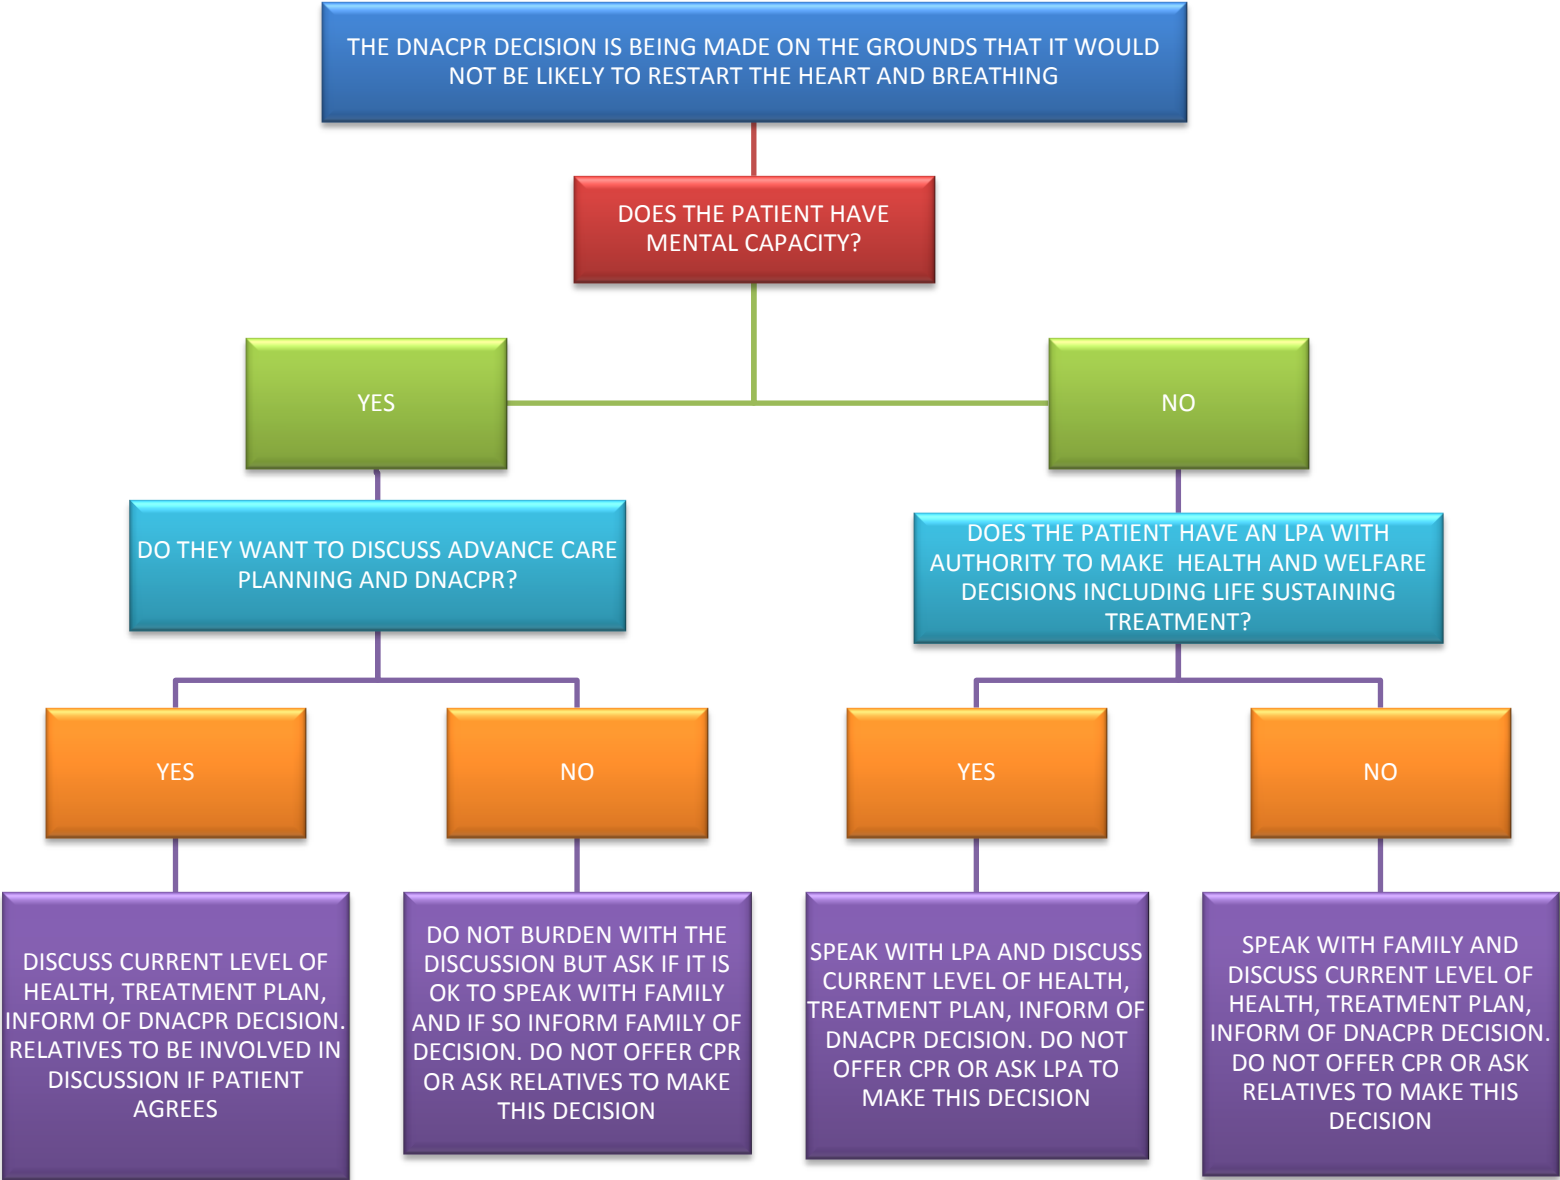 THE DNACPR DECISION IS BEING MADE ON THE GROUNDS THAT IT WOULD
NOT BE LIKELY TO RESTART THE HEART AND BREATHING
DOES THE PATIENT HAVE
MENTAL CAPACITY?
YES
NO
DO THEY WANT TO DISCUSS ADVANCE CARE
PLANNING AND DNACPR?
DOES THE PATIENT HAVE AN LPA WITH
AUTHORITY TO MAKE HEALTH AND WELFARE
DECISIONS INCLUDING LIFE SUSTAINING
TREATMENT?
YES
NO
YES
NO
DISCUSS CURRENT LEVEL OF
HEALTH, TREATMENT PLAN,
INFORM OF DNACPR DECISION.
RELATIVES TO BE INVOLVED IN
DISCUSSION IF PATIENT
AGREES
DO NOT BURDEN WITH THE
DISCUSSION BUT ASK IF IT IS
OK TO SPEAK WITH FAMILY
AND IF SO INFORM FAMILY OF
DECISION. DO NOT OFFER CPR
OR ASK RELATIVES TO MAKE
THIS DECISION
SPEAK WITH LPA AND DISCUSS
CURRENT LEVEL OF HEALTH,
TREATMENT PLAN, INFORM OF
DNACPR DECISION. DO NOT
OFFER CPR OR ASK LPA TO
MAKE THIS DECISION
SPEAK WITH FAMILY AND
DISCUSS CURRENT LEVEL OF
HEALTH, TREATMENT PLAN,
INFORM OF DNACPR DECISION.
DO NOT OFFER CPR OR ASK
RELATIVES TO MAKE THIS
DECISION